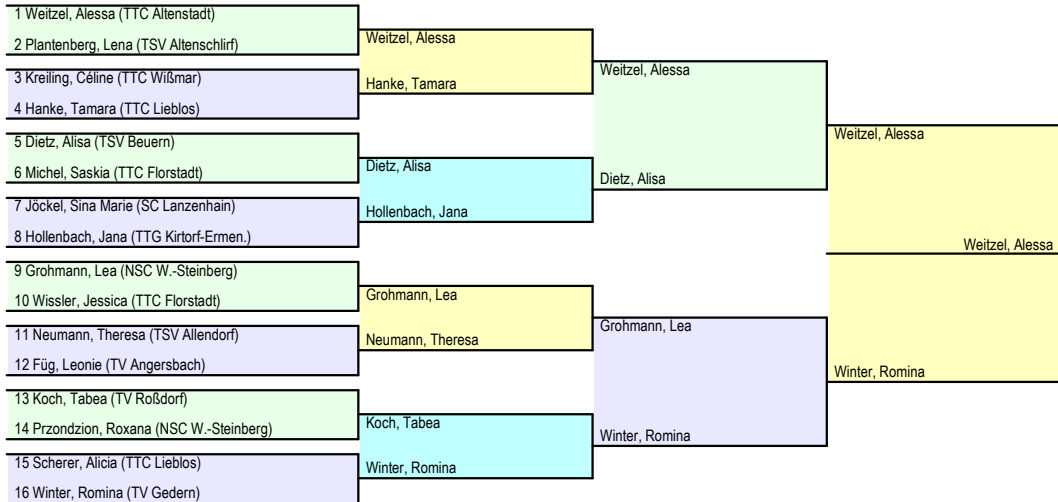 1 Weitzel, Alessa (TTC Altenstadt)
2 Plantenberg, Lena (TSV Altenschlirf)
3 Kreiling, Céline (TTC Wißmar)
4 Hanke, Tamara (TTC Lieblos)
5 Dietz, Alisa (TSV Beuern)
6 Michel, Saskia (TTC Florstadt)
7 Jöckel, Sina Marie (SC Lanzenhain)
8 Hollenbach, Jana (TTG Kirtorf-Ermen.)
9 Grohmann, Lea (NSC W.-Steinberg)
10 Wissler, Jessica (TTC Florstadt)
11 Neumann, Theresa (TSV Allendorf)
12 Füg, Leonie (TV Angersbach)
13 Koch, Tabea (TV Roßdorf)
14 Przondzion, Roxana (NSC W.-Steinberg)
15 Scherer, Alicia (TTC Lieblos)
16 Winter, Romina (TV Gedern)
Weitzel, Alessa
Hanke, Tamara
Dietz, Alisa
Hollenbach, Jana
Grohmann, Lea
Neumann, Theresa
Koch, Tabea
Winter, Romina
Weitzel, Alessa
Dietz, Alisa
Grohmann, Lea
Winter, Romina
Weitzel, Alessa
Winter, Romina
Weitzel, Alessa